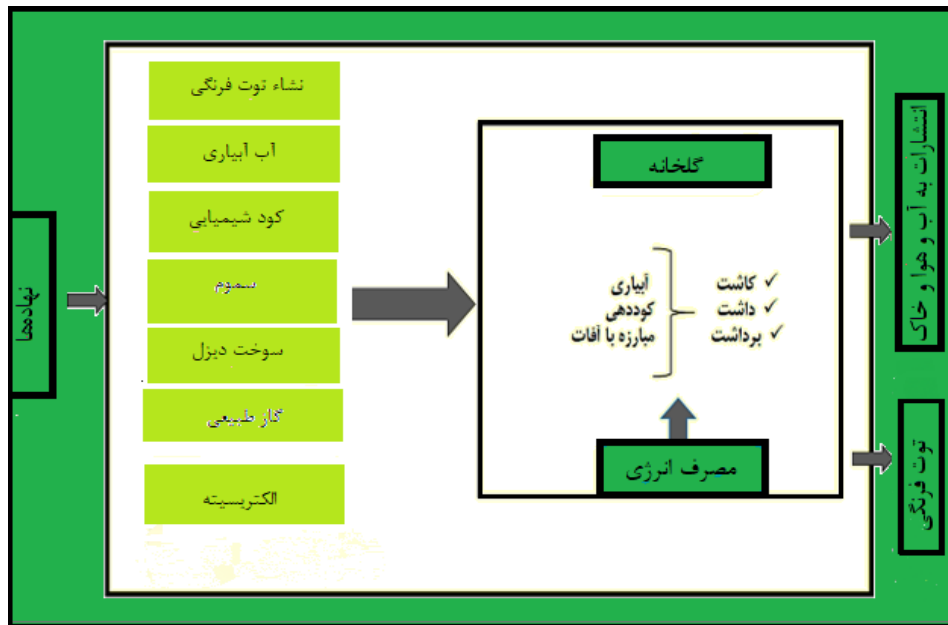 نهاده‌ها
نشاء توت فرنگی
آب آبیاری
کود شیمیایی
سموم
سوخت دیزل
گاز طبیعی
الکتریسیته
گلخانه
✓ کاشت
✓ داشت
✓ برداشت
آبیاری
کوددهی
مبارزه با آفات
مصرف انرژی
انتشارات به آب و هوا و خاک
توت فرنگی